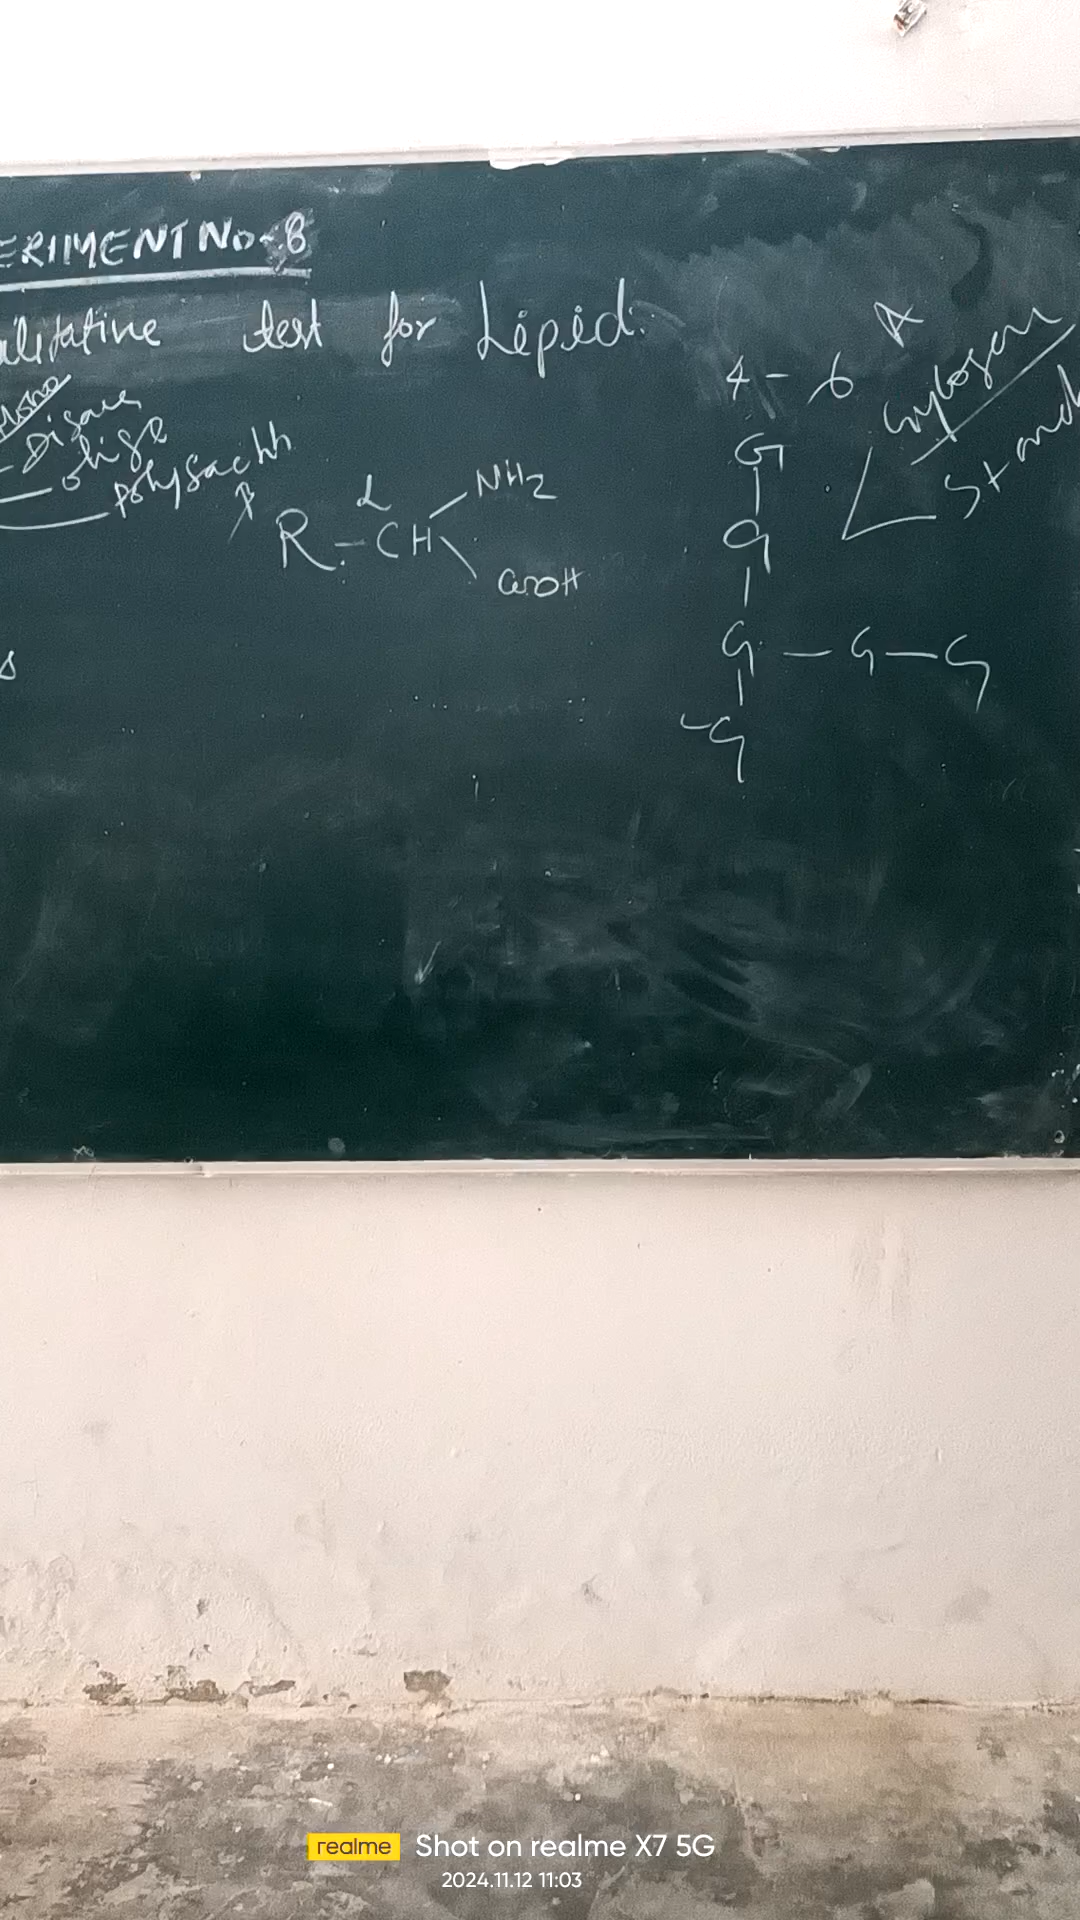 ERIMENT NO-8
alitative test for Lipid.
4 - 6
Disacc
oligo
polysachh
R - CH
α
NH2
COOH
A
Glycogen
Starch
G
G
G - G - G
G
realme Shot on realme X7 5G
2024.11.12 11:03